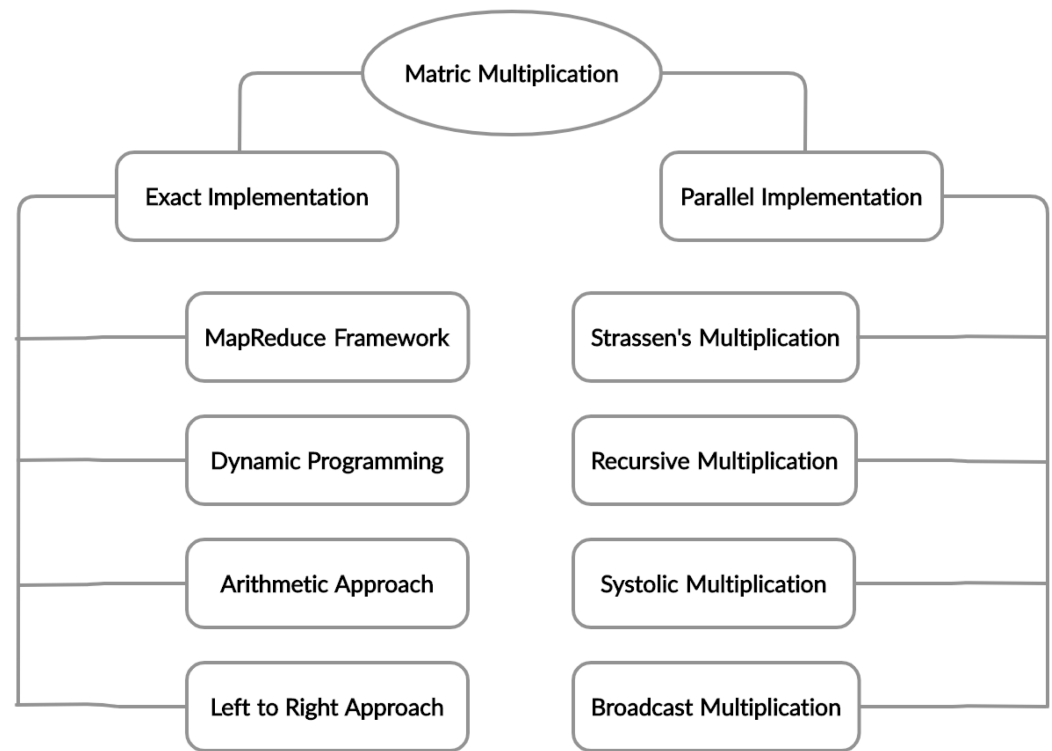 Matric Multiplication
Exact Implementation
Parallel Implementation
MapReduce Framework
Strassen's Multiplication
Dynamic Programming
Recursive Multiplication
Arithmetic Approach
Systolic Multiplication
Left to Right Approach
Broadcast Multiplication